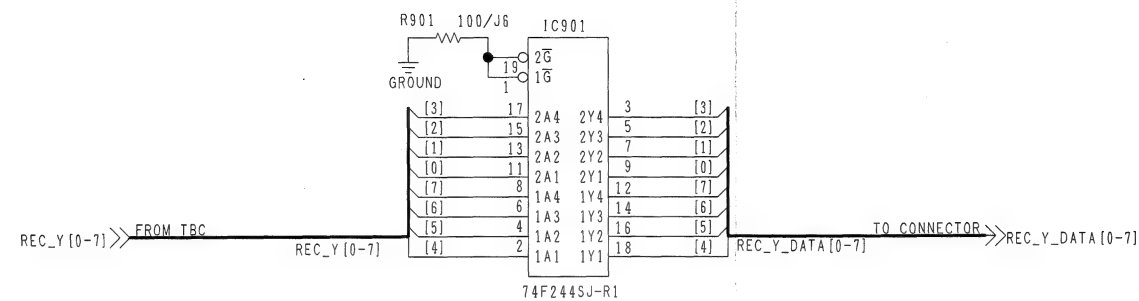 R901 100/J6 IC901
2G
19
1G
1
GROUND
[3] 17 2A4 2Y4 3 [3]
[2] 15 2A3 2Y3 5 [2]
[1] 13 2A2 2Y2 7 [1]
[0] 11 2A1 2Y1 9 [0]
[7] 8 1A4 1Y4 12 [7]
[6] 6 1A3 1Y3 14 [6]
[5] 4 1A2 1Y2 16 [5]
[4] 2 1A1 1Y1 18 [4]
REC_Y[0-7] FROM TBC REC_Y[0-7]
REC_Y_DATA[0-7] TO CONNECTOR REC_Y_DATA[0-7]
74F244SJ-R1